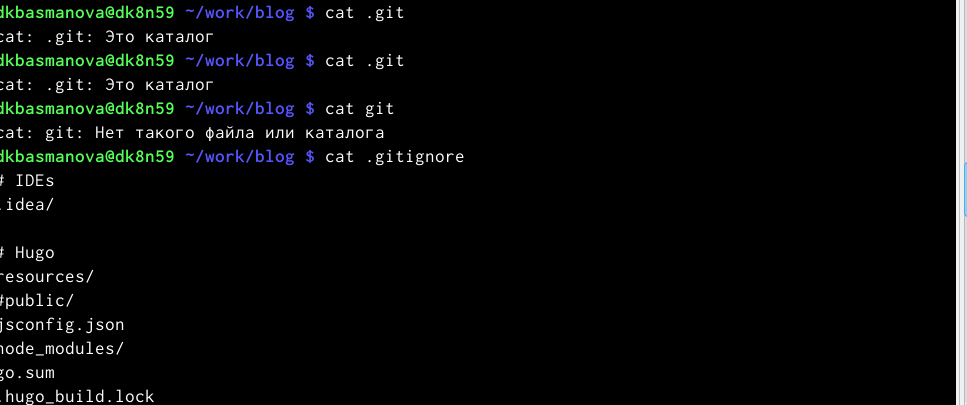 dkbasmanova@dk8n59 ~/work/blog $ cat .git
cat: .git: Это каталог
dkbasmanova@dk8n59 ~/work/blog $ cat .git
cat: .git: Это каталог
dkbasmanova@dk8n59 ~/work/blog $ cat git
cat: git: Нет такого файла или каталога
dkbasmanova@dk8n59 ~/work/blog $ cat .gitignore
# IDEs
.idea/
# Hugo
resources/
#public/
jsconfig.json
node_modules/
go.sum
.hugo_build.lock